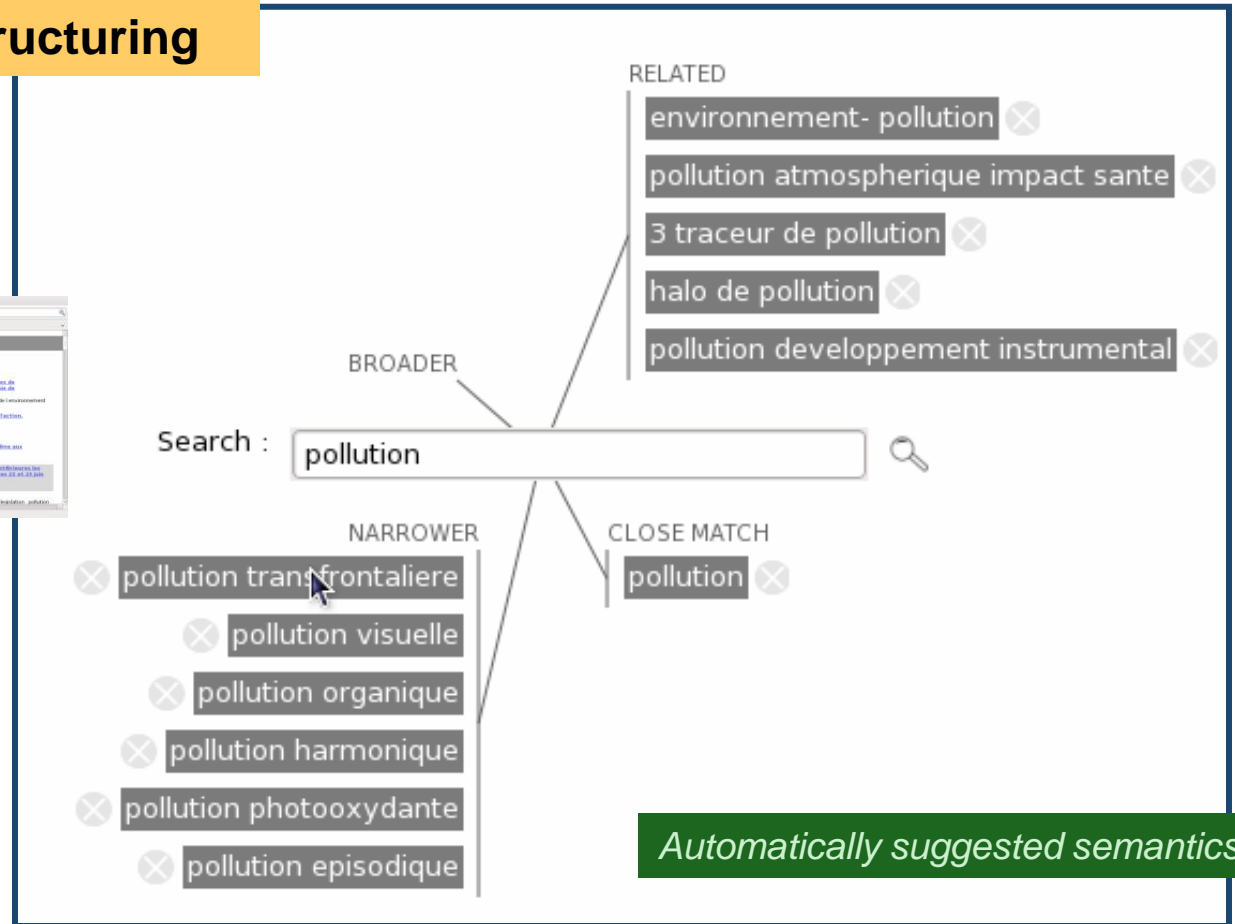 ructuring
RELATED
environnement- pollution
pollution atmospherique impact sante
3 traceur de pollution
halo de pollution
pollution developpement instrumental
BROADER
Search :
pollution
NARROWER
pollution transfrontaliere
pollution visuelle
pollution organique
pollution harmonique
pollution photooxydante
pollution episodique
CLOSE MATCH
pollution
Automatically suggested semantics